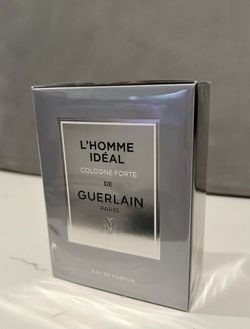 L'HOMME
IDÉAL
COLOGNE FORTE
DE
GUERLAIN
PARIS
EAU DE PARFUM